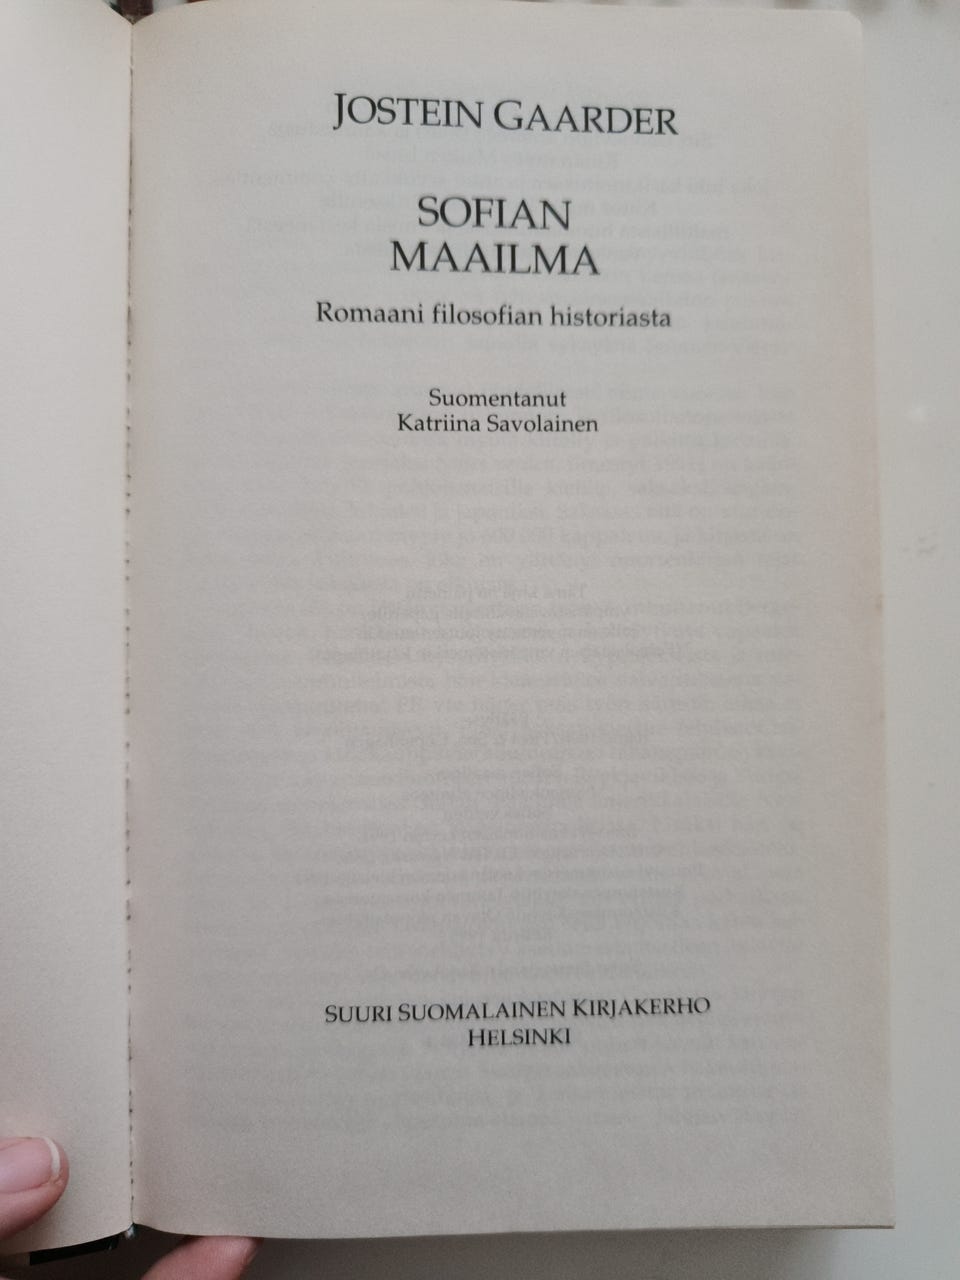 JOSTEIN GAARDER
SOFIAN
MAAILMA
Romaani filosofian historiasta
Suomentanut
Katriina Savolainen
SUURI SUOMALAINEN KIRJAKERHO
HELSINKI